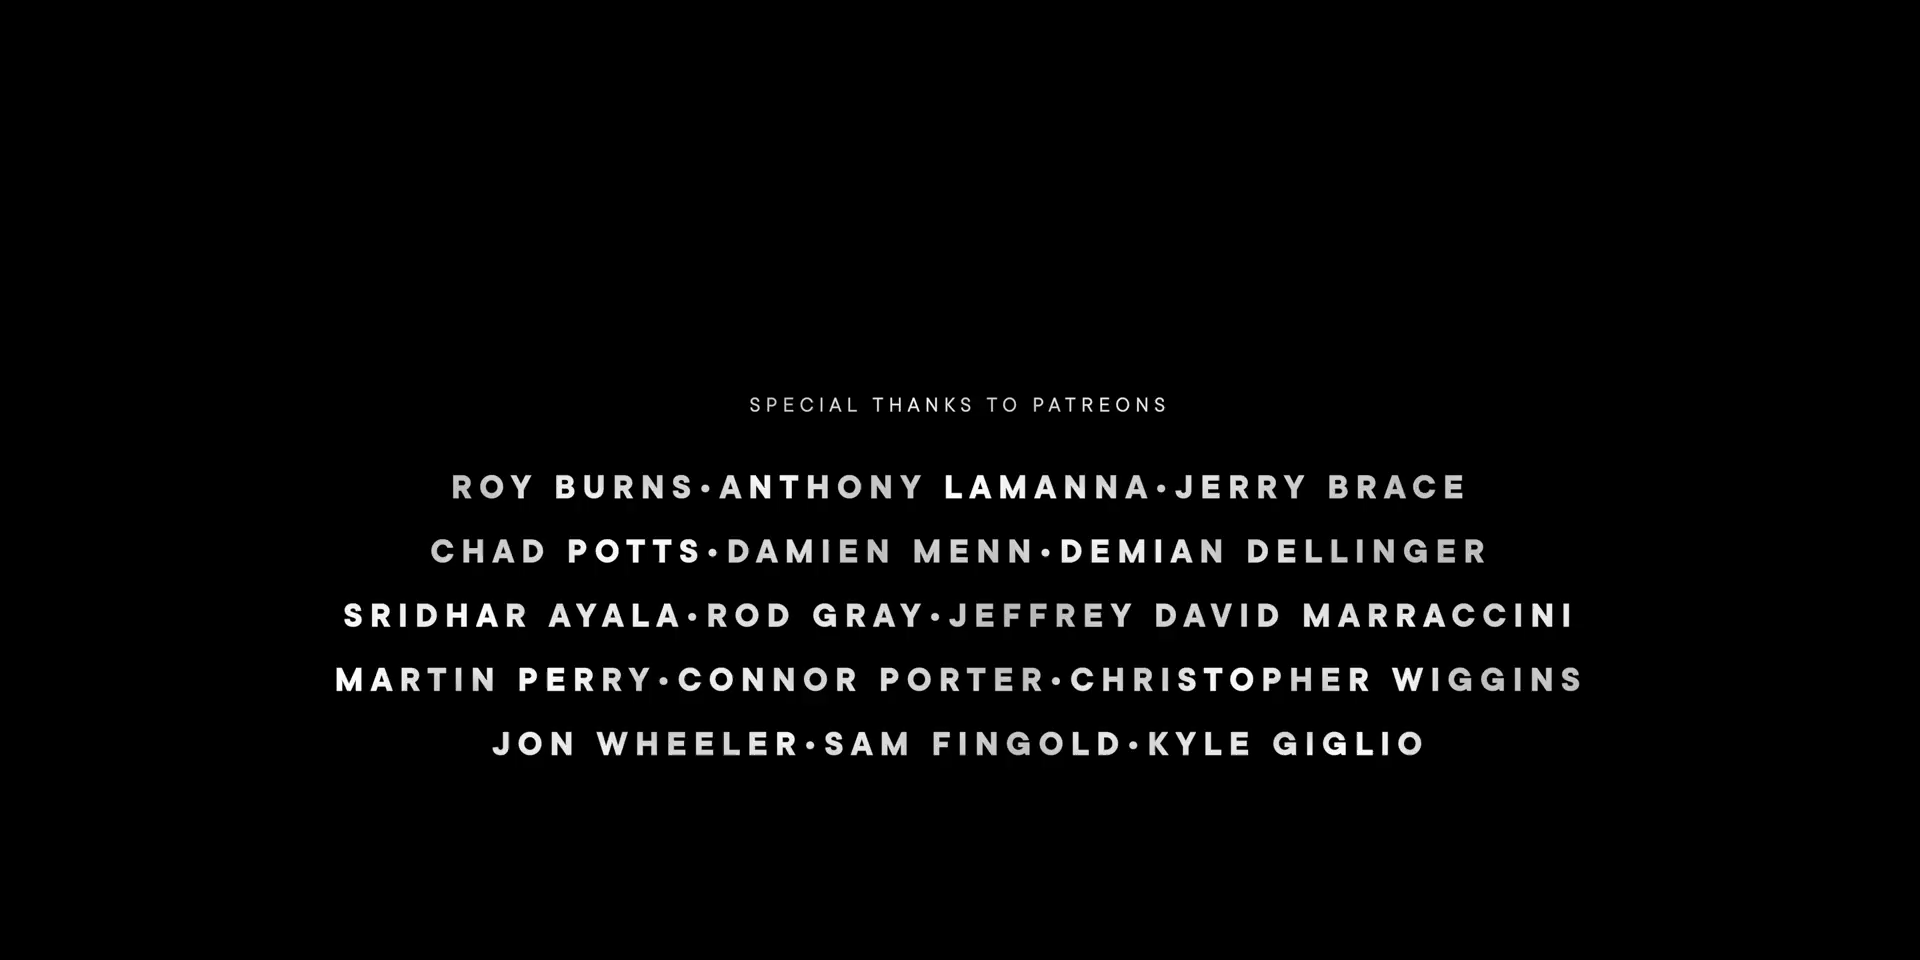 SPECIAL THANKS TO PATREONS
ROY BURNS•ANTHONY LAMANNA•JERRY BRACE
CHAD POTTS•DAMIEN MENN•DEMIAN DELLINGER
SRIDHAR AYALA•ROD GRAY•JEFFREY DAVID MARRACCINI
MARTIN PERRY•CONNOR PORTER•CHRISTOPHER WIGGINS
JON WHEELER•SAM FINGOLD•KYLE GIGLIO